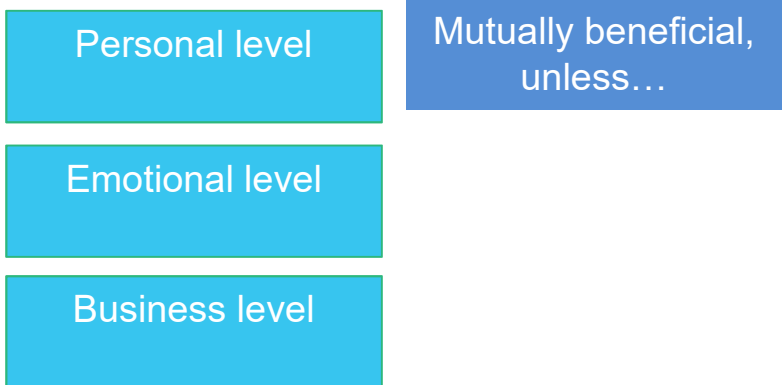 Personal level
Mutually beneficial,
unless…
Emotional level
Business level